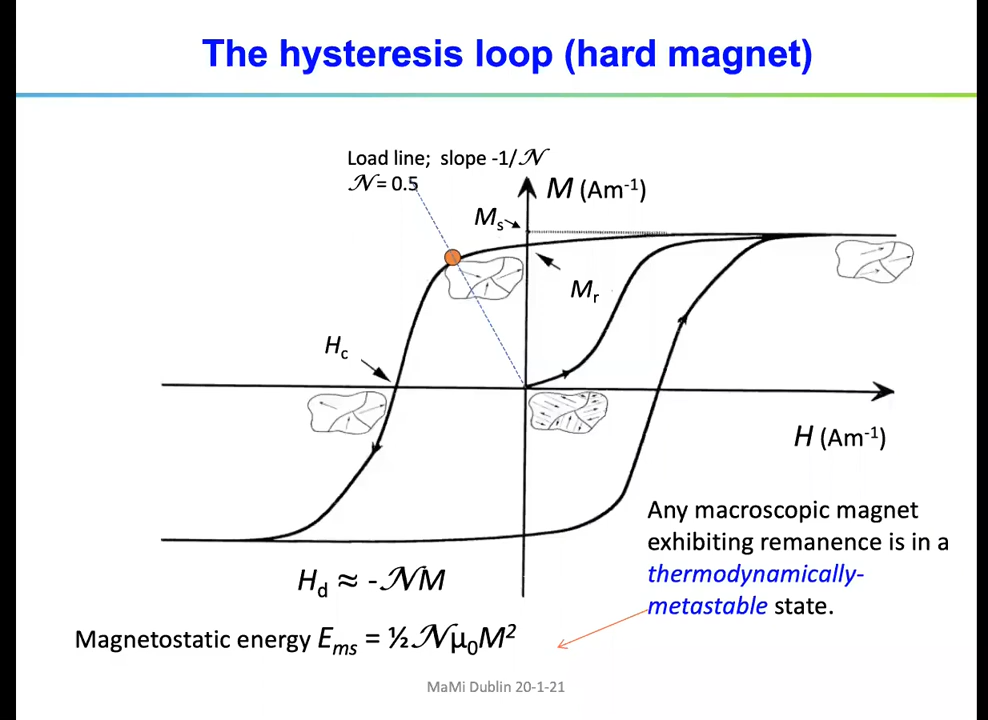 The hysteresis loop (hard magnet)
Load line; slope -1/𝒩
𝒩 = 0.5
M (Am⁻¹)
Mₛ
Mᵣ
H꜀
H (Am⁻¹)
Any macroscopic magnet
exhibiting remanence is in a
thermodynamically-
metastable state.
H_d ≈ -𝒩M
Magnetostatic energy Eₘₛ = ½𝒩μ₀M²
MaMi Dublin 20-1-21